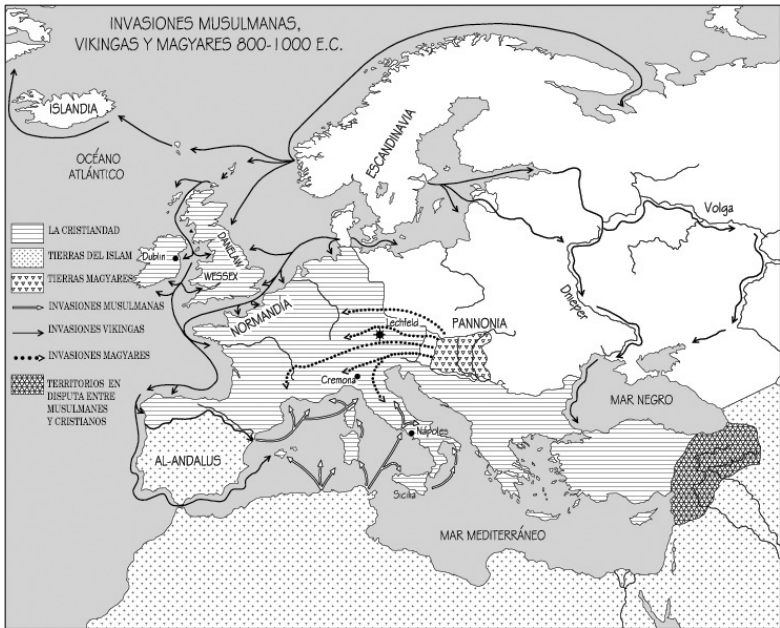 INVASIONES MUSULMANAS,
VIKINGAS Y MAGYARES 800-1000 E.C.
ISLANDIA
OCÉANO
ATLÁNTICO
ESCANDINAVIA
Volga
LA CRISTIANDAD
TIERRAS DEL ISLAM
TIERRAS MAGYARES
INVASIONES MUSULMANAS
INVASIONES VIKINGAS
INVASIONES MAGYARES
TERRITORIOS EN
DISPUTA ENTRE
MUSULMANES
Y CRISTIANOS
Dublin
DANELAW
WESSEX
Dnieper
NORMANDIA
Lechfeld
PANNONIA
Cremona
MAR NEGRO
Nápoles
AL-ANDALUS
Sicilia
MAR MEDITERRÁNEO